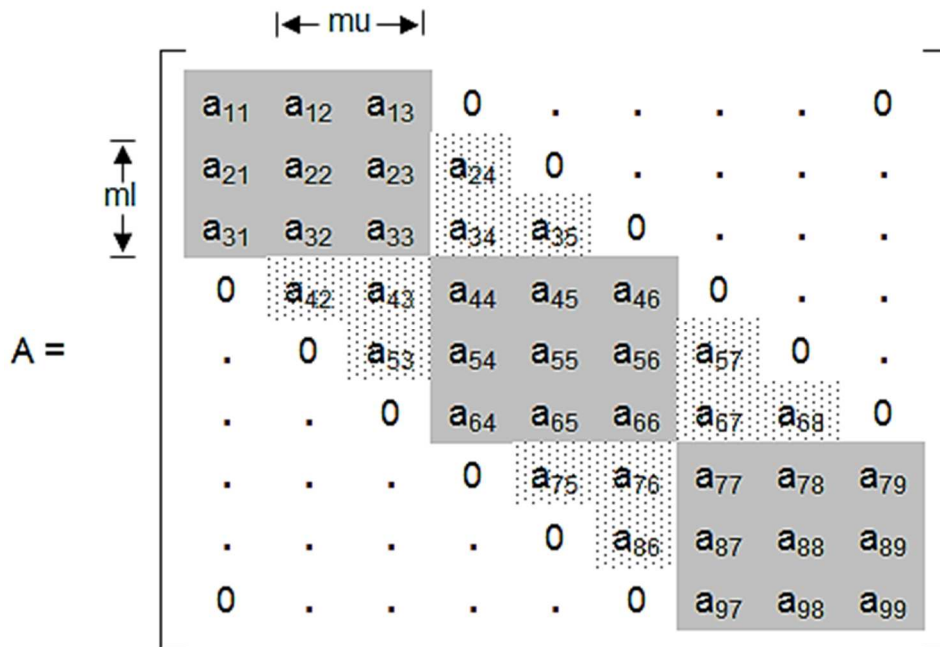 mu
a11 a12 a13 0 . . . . 0
a21 a22 a23 a24 0 . . . .
ml
a31 a32 a33 a34 a35 0 . . .
0 a42 a43 a44 a45 a46 0 . .
A = . 0 a53 a54 a55 a56 a57 0 .
. . 0 a64 a65 a66 a67 a68 0
. . . 0 a75 a76 a77 a78 a79
. . . . 0 a86 a87 a88 a89
0 . . . . 0 a97 a98 a99